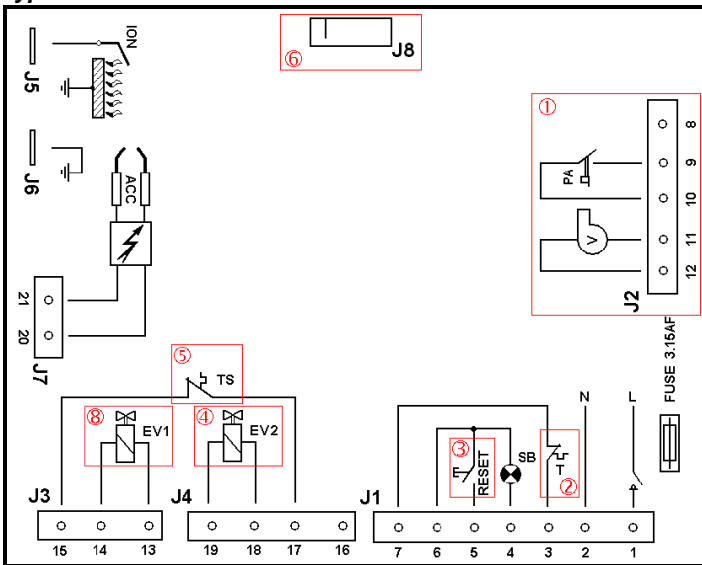 J8
⑥
ION
J5
J6
ACC
21
20
J7
①
8
9
10
11
12
PA
V
J2
FUSE 3.15AF
⑤
TS
⑧
EV1
④
EV2
③
RESET
SB
T
②
N
L
J3
J4
J1
15
14
13
19
18
17
16
7
6
5
4
3
2
1